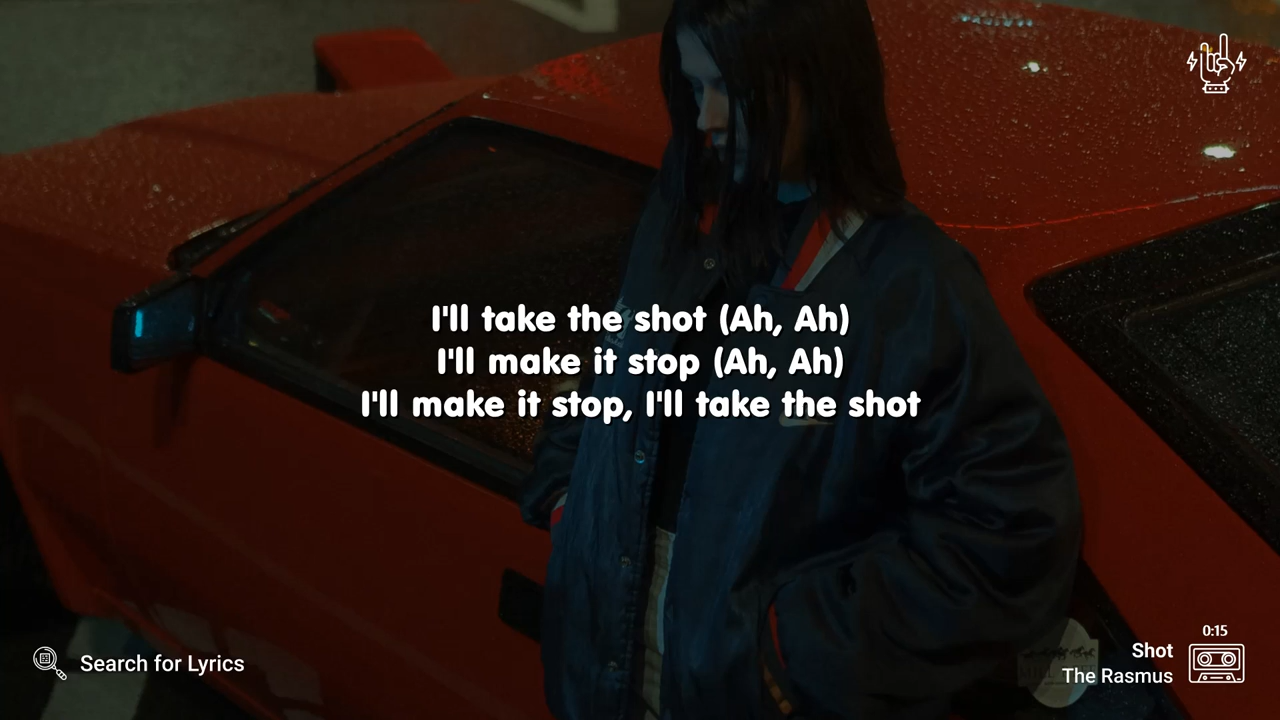 I'll take the shot (Ah, Ah)
I'll make it stop (Ah, Ah)
I'll make it stop, I'll take the shot
0:15
Shot
The Rasmus
Search for Lyrics